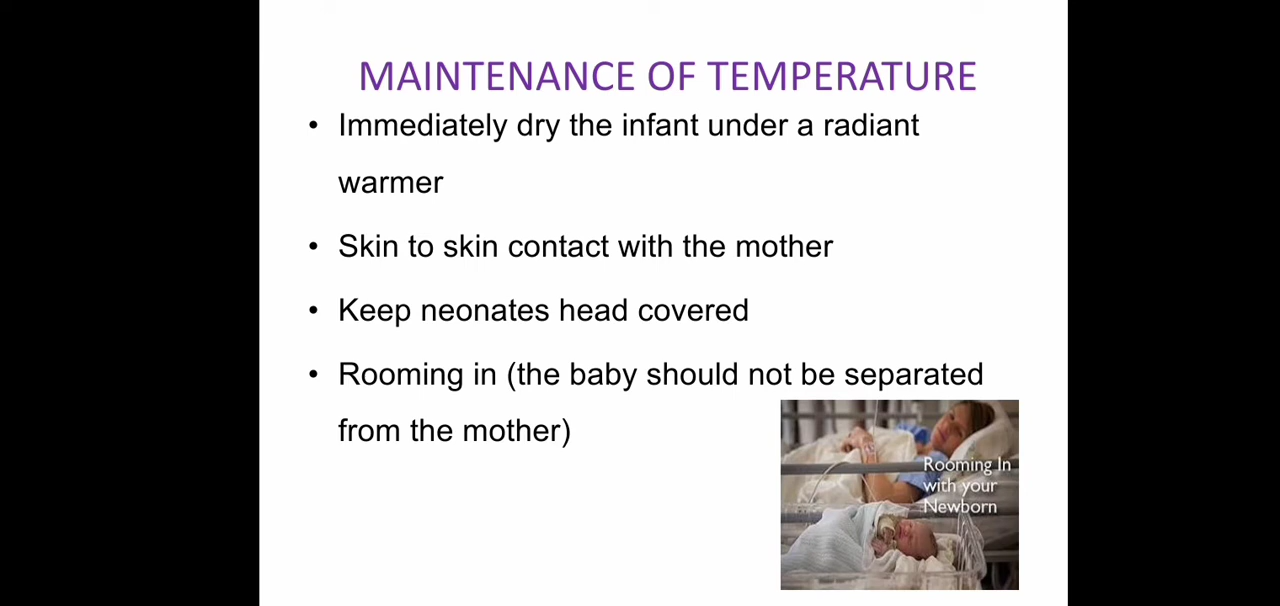 MAINTENANCE OF TEMPERATURE
• Immediately dry the infant under a radiant
warmer
• Skin to skin contact with the mother
• Keep neonates head covered
• Rooming in (the baby should not be separated
from the mother)
Rooming In
with your
Newborn